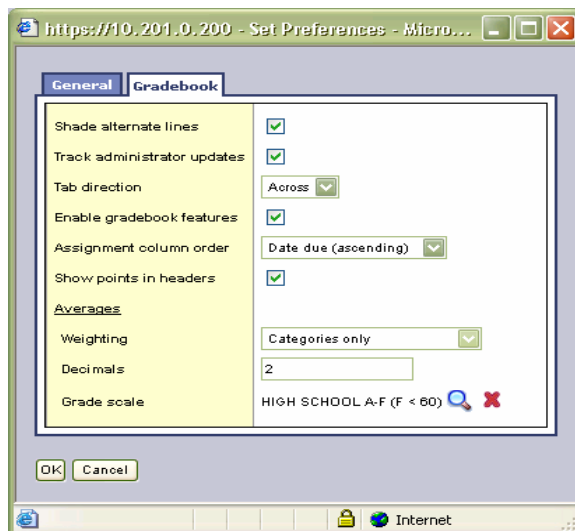 https://10.201.0.200 - Set Preferences - Micro...
General Gradebook
Shade alternate lines
Track administrator updates
Tab direction Across
Enable gradebook features
Assignment column order Date due (ascending)
Show points in headers
Averages
Weighting Categories only
Decimals 2
Grade scale HIGH SCHOOL A-F (F < 60)
OK Cancel
Internet